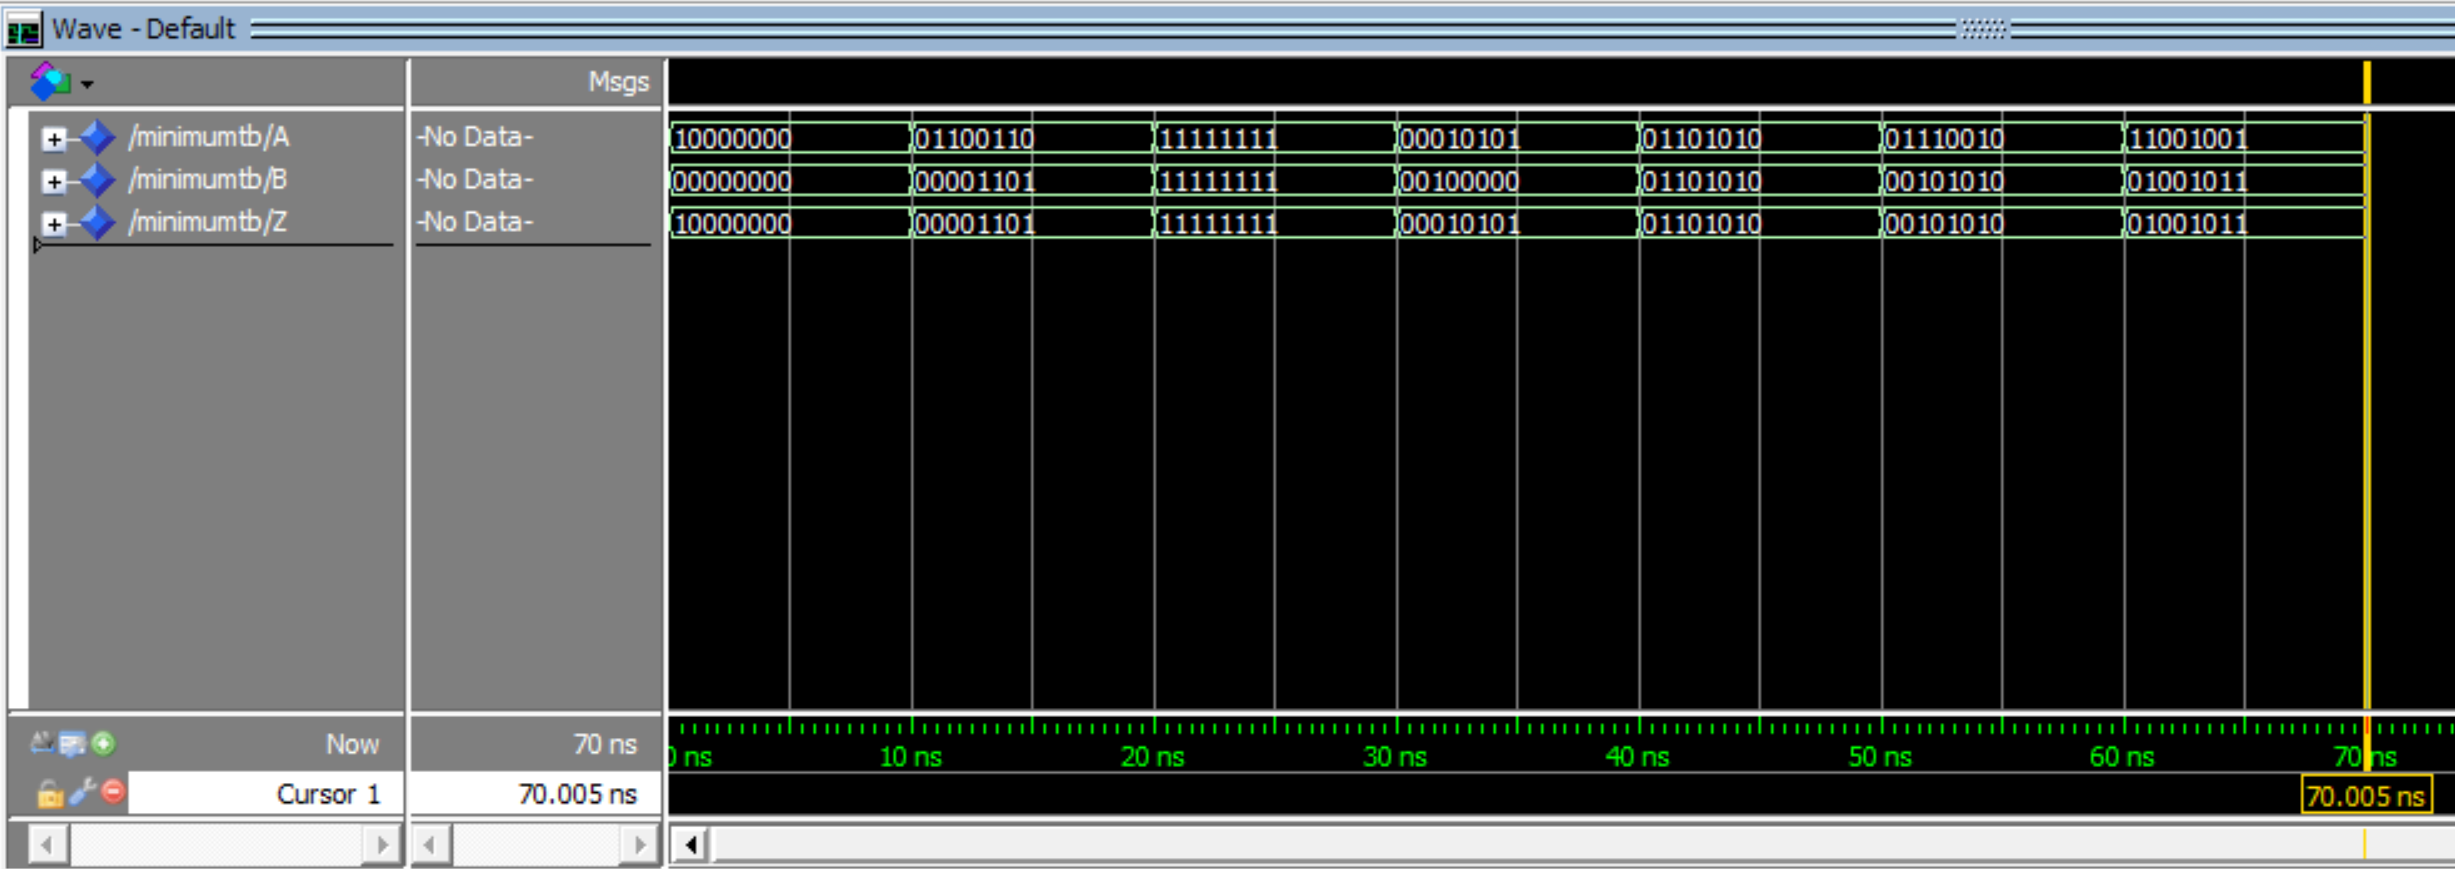 Wave - Default
Msgs
/minimumtb/A -No Data- 10000000 01100110 11111111 00010101 01101010 01110010 11001001
/minimumtb/B -No Data- 00000000 00001101 11111111 00100000 01101010 00101010 01001011
/minimumtb/Z -No Data- 10000000 00001101 11111111 00010101 01101010 00101010 01001011
Now 70 ns 0 ns 10 ns 20 ns 30 ns 40 ns 50 ns 60 ns 70 ns
Cursor 1 70.005 ns 70.005 ns